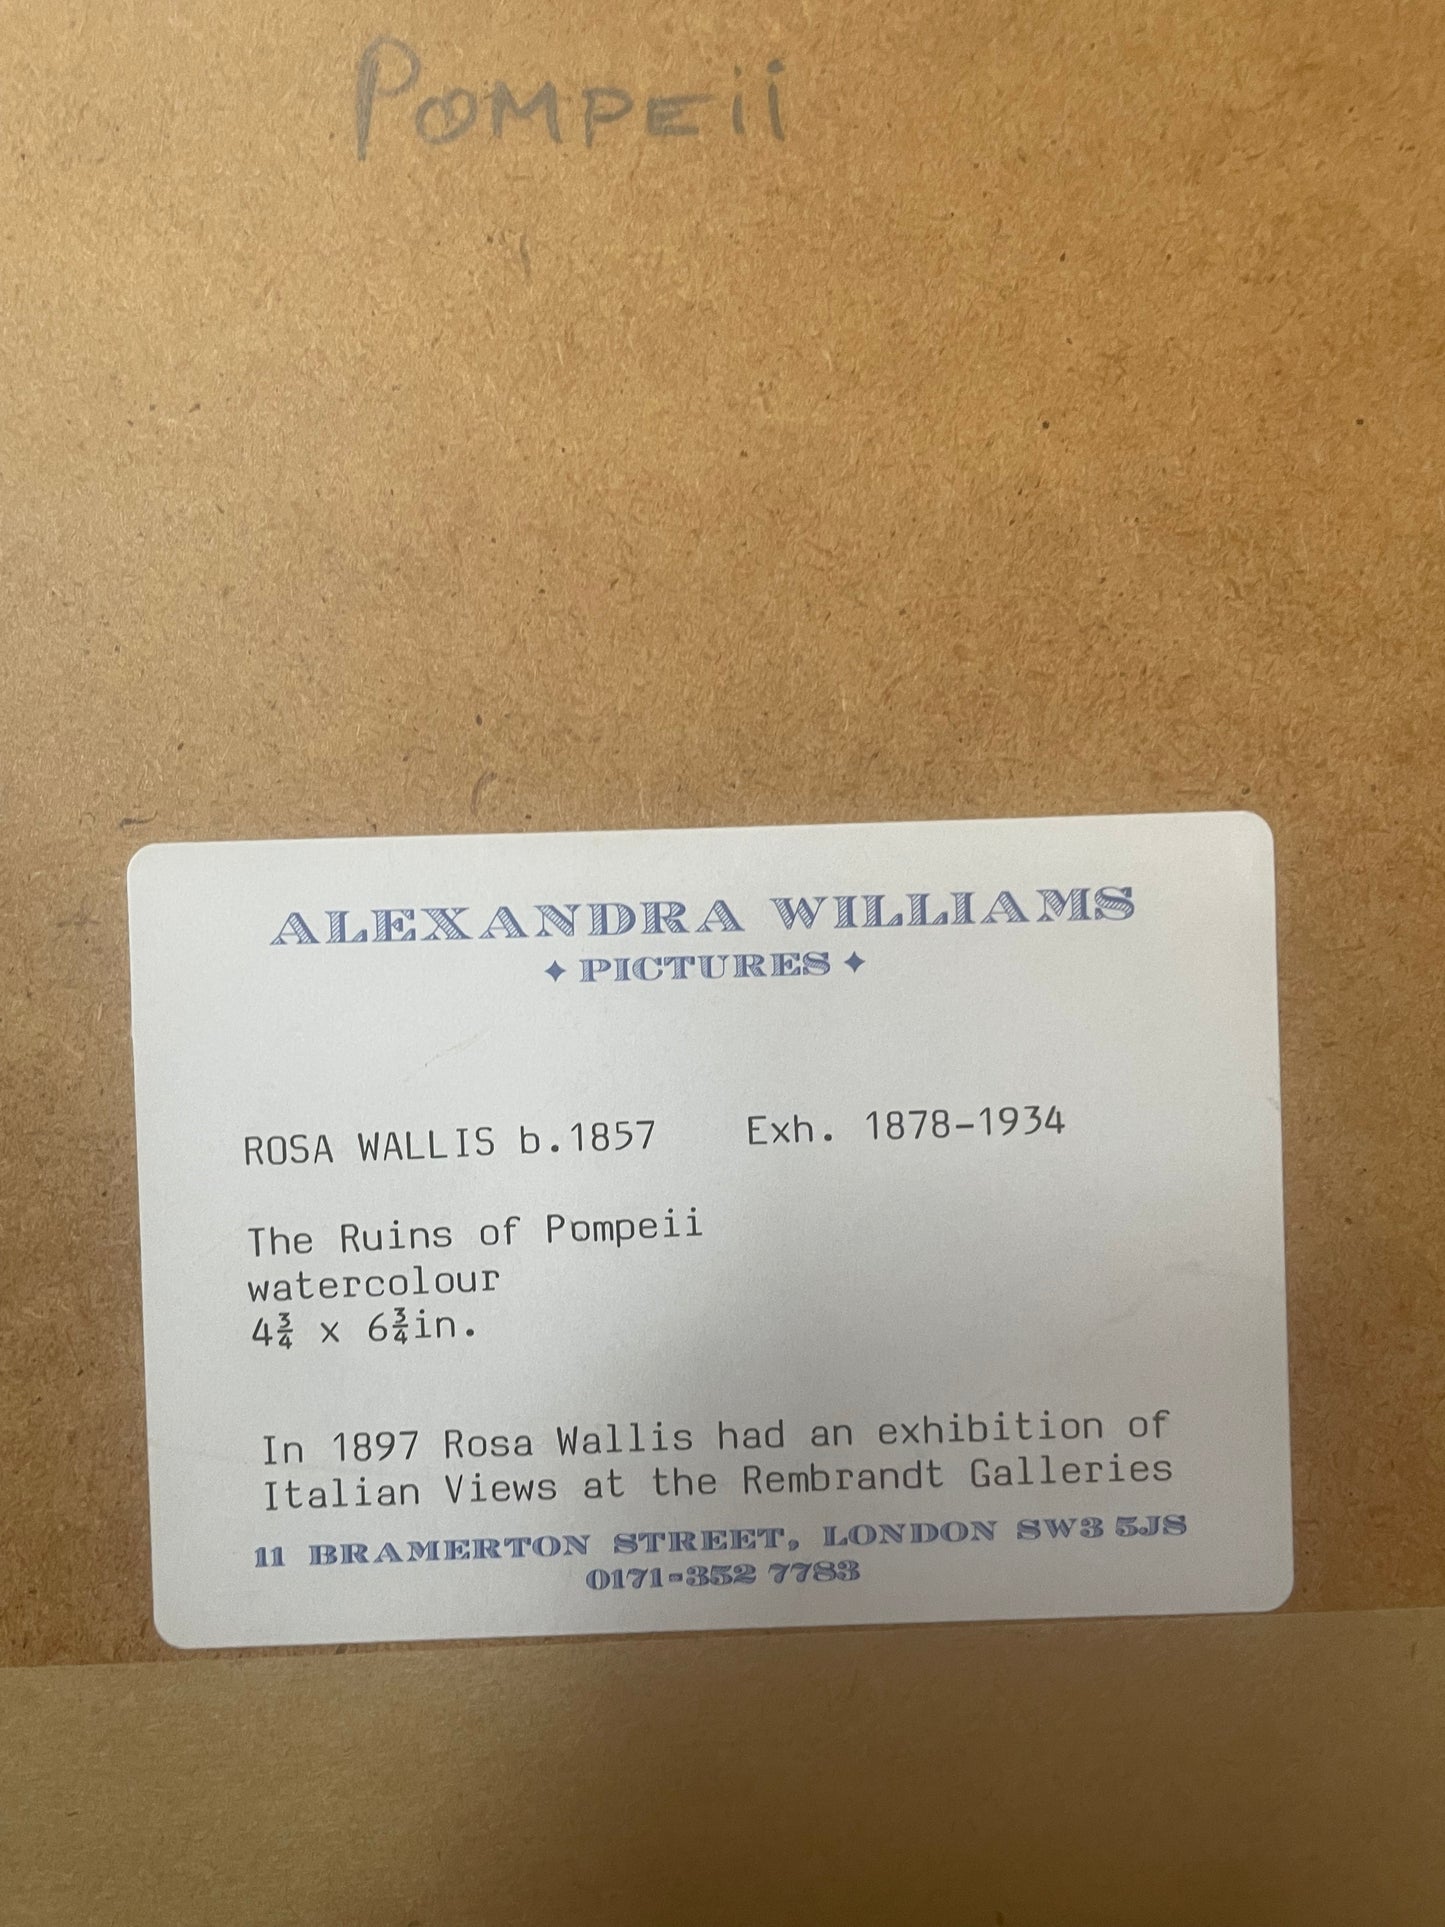 POMPEii
ALEXANDRA WILLIAMS
✦ PICTURES ✦
ROSA WALLIS b.1857 Exh. 1878-1934
The Ruins of Pompeii
watercolour
4¾ x 6¾in.
In 1897 Rosa Wallis had an exhibition of
Italian Views at the Rembrandt Galleries
11 BRAMERTON STREET, LONDON SW3 5JS
0171-352 7783